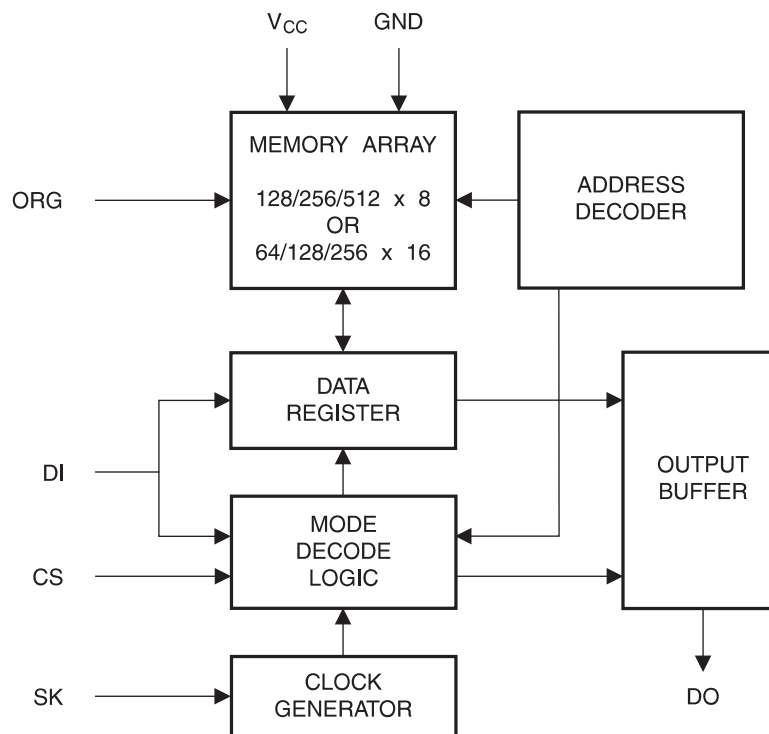 VCC
GND
MEMORY ARRAY
128/256/512 x 8
OR
64/128/256 x 16
ADDRESS
DECODER
ORG
DATA
REGISTER
DI
OUTPUT
BUFFER
MODE
DECODE
LOGIC
CS
CLOCK
GENERATOR
SK
DO